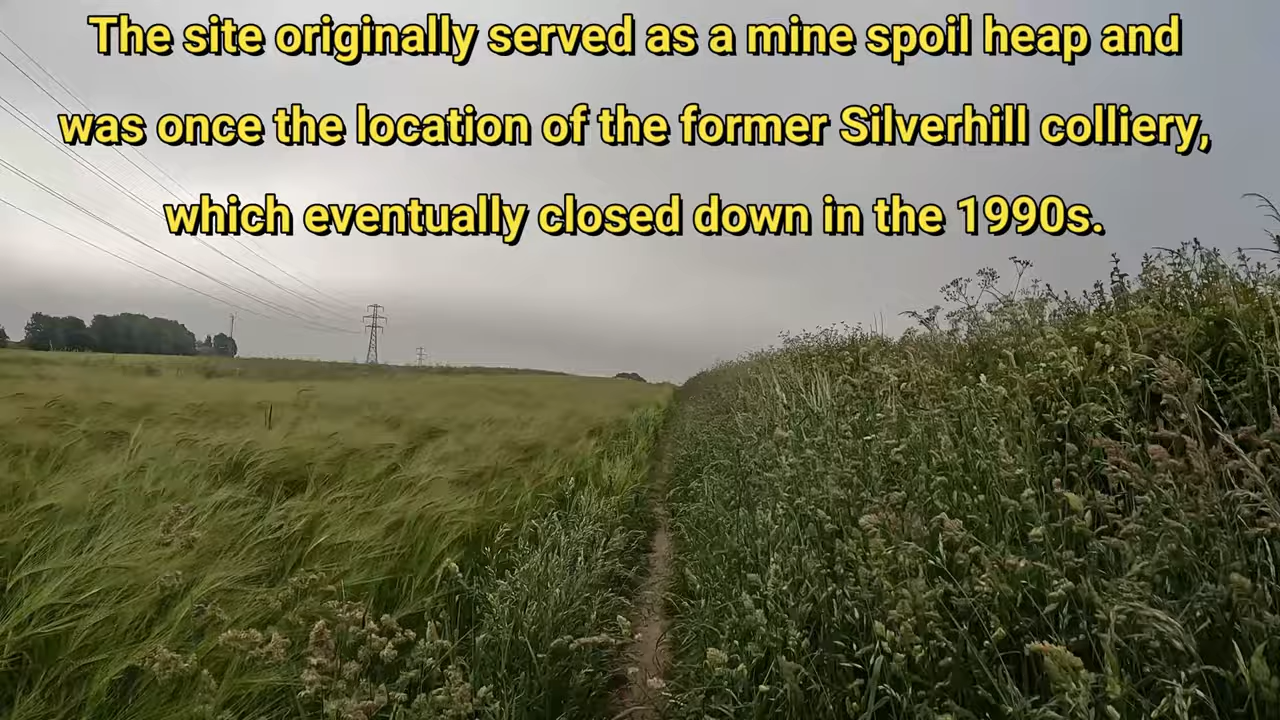 The site originally served as a mine spoil heap and
was once the location of the former Silverhill colliery,
which eventually closed down in the 1990s.